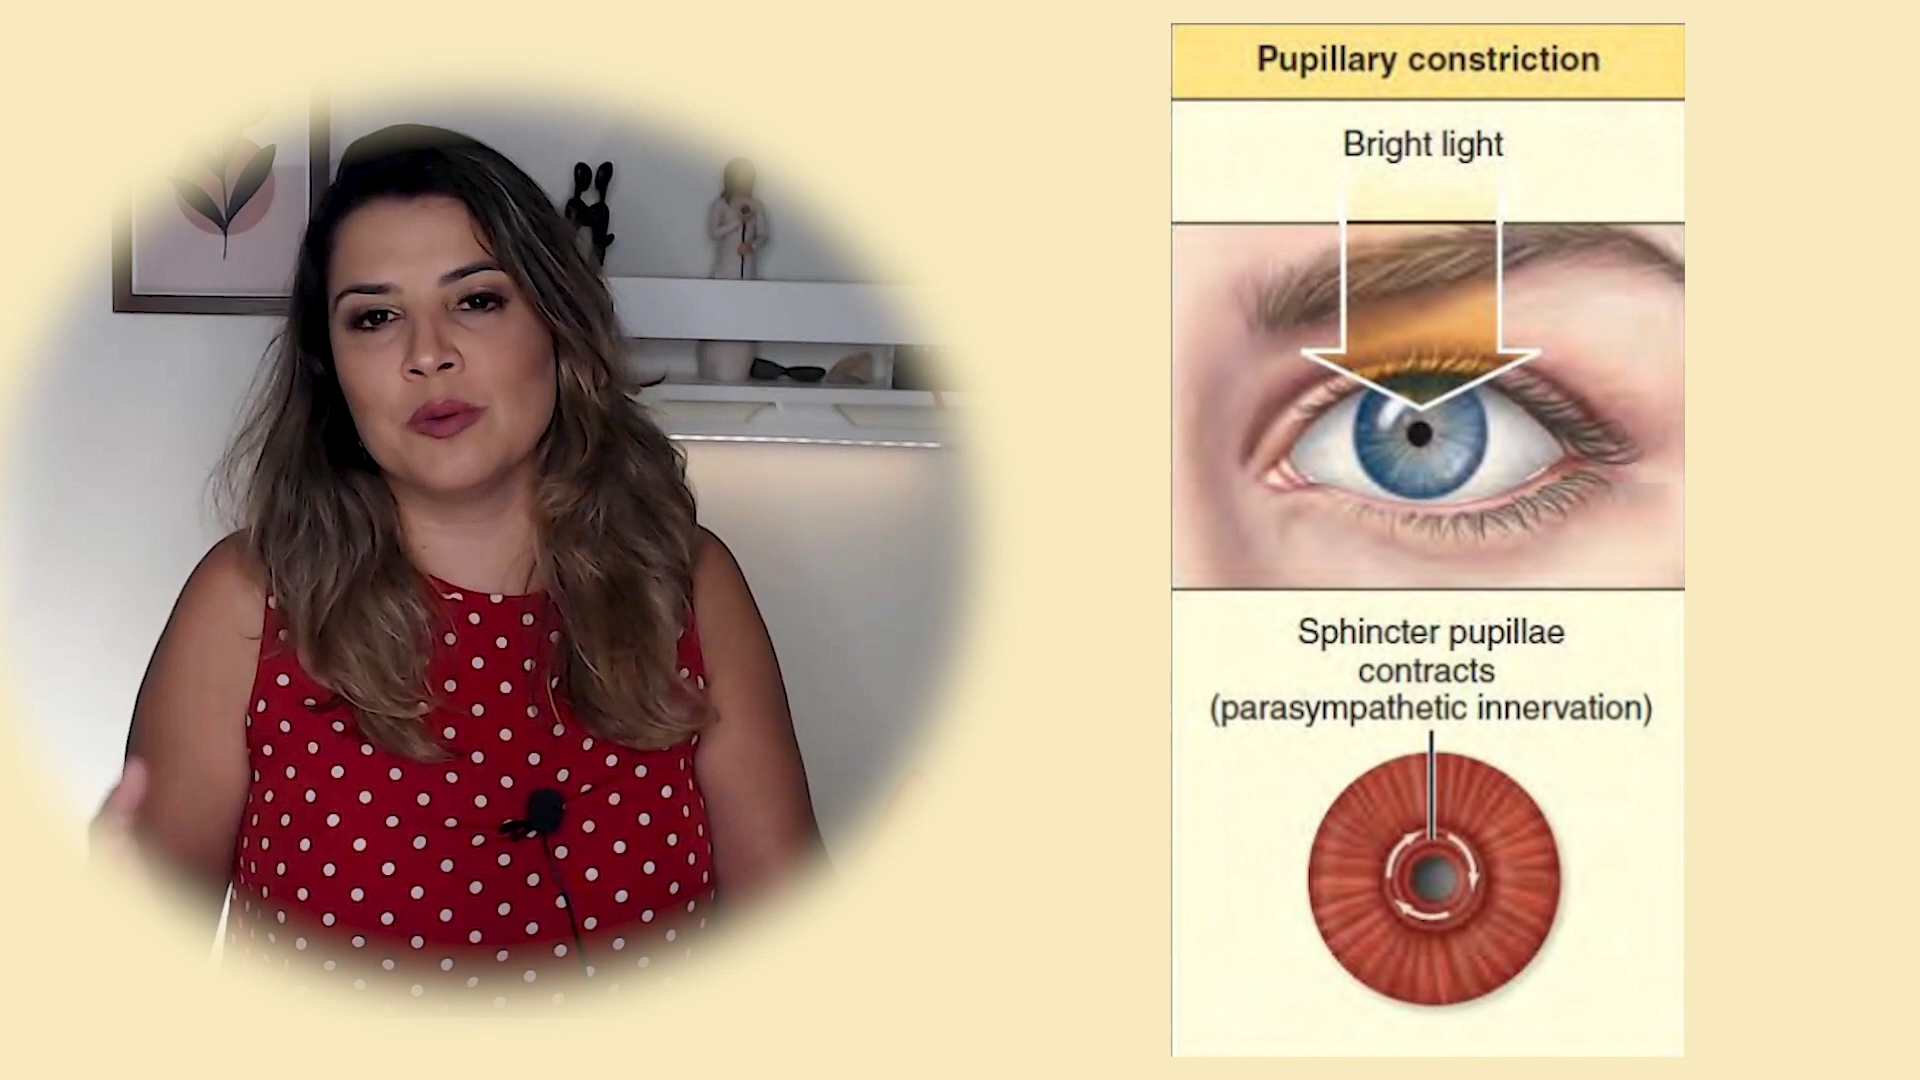 Pupillary constriction
Bright light
Sphincter pupillae
contracts
(parasympathetic innervation)